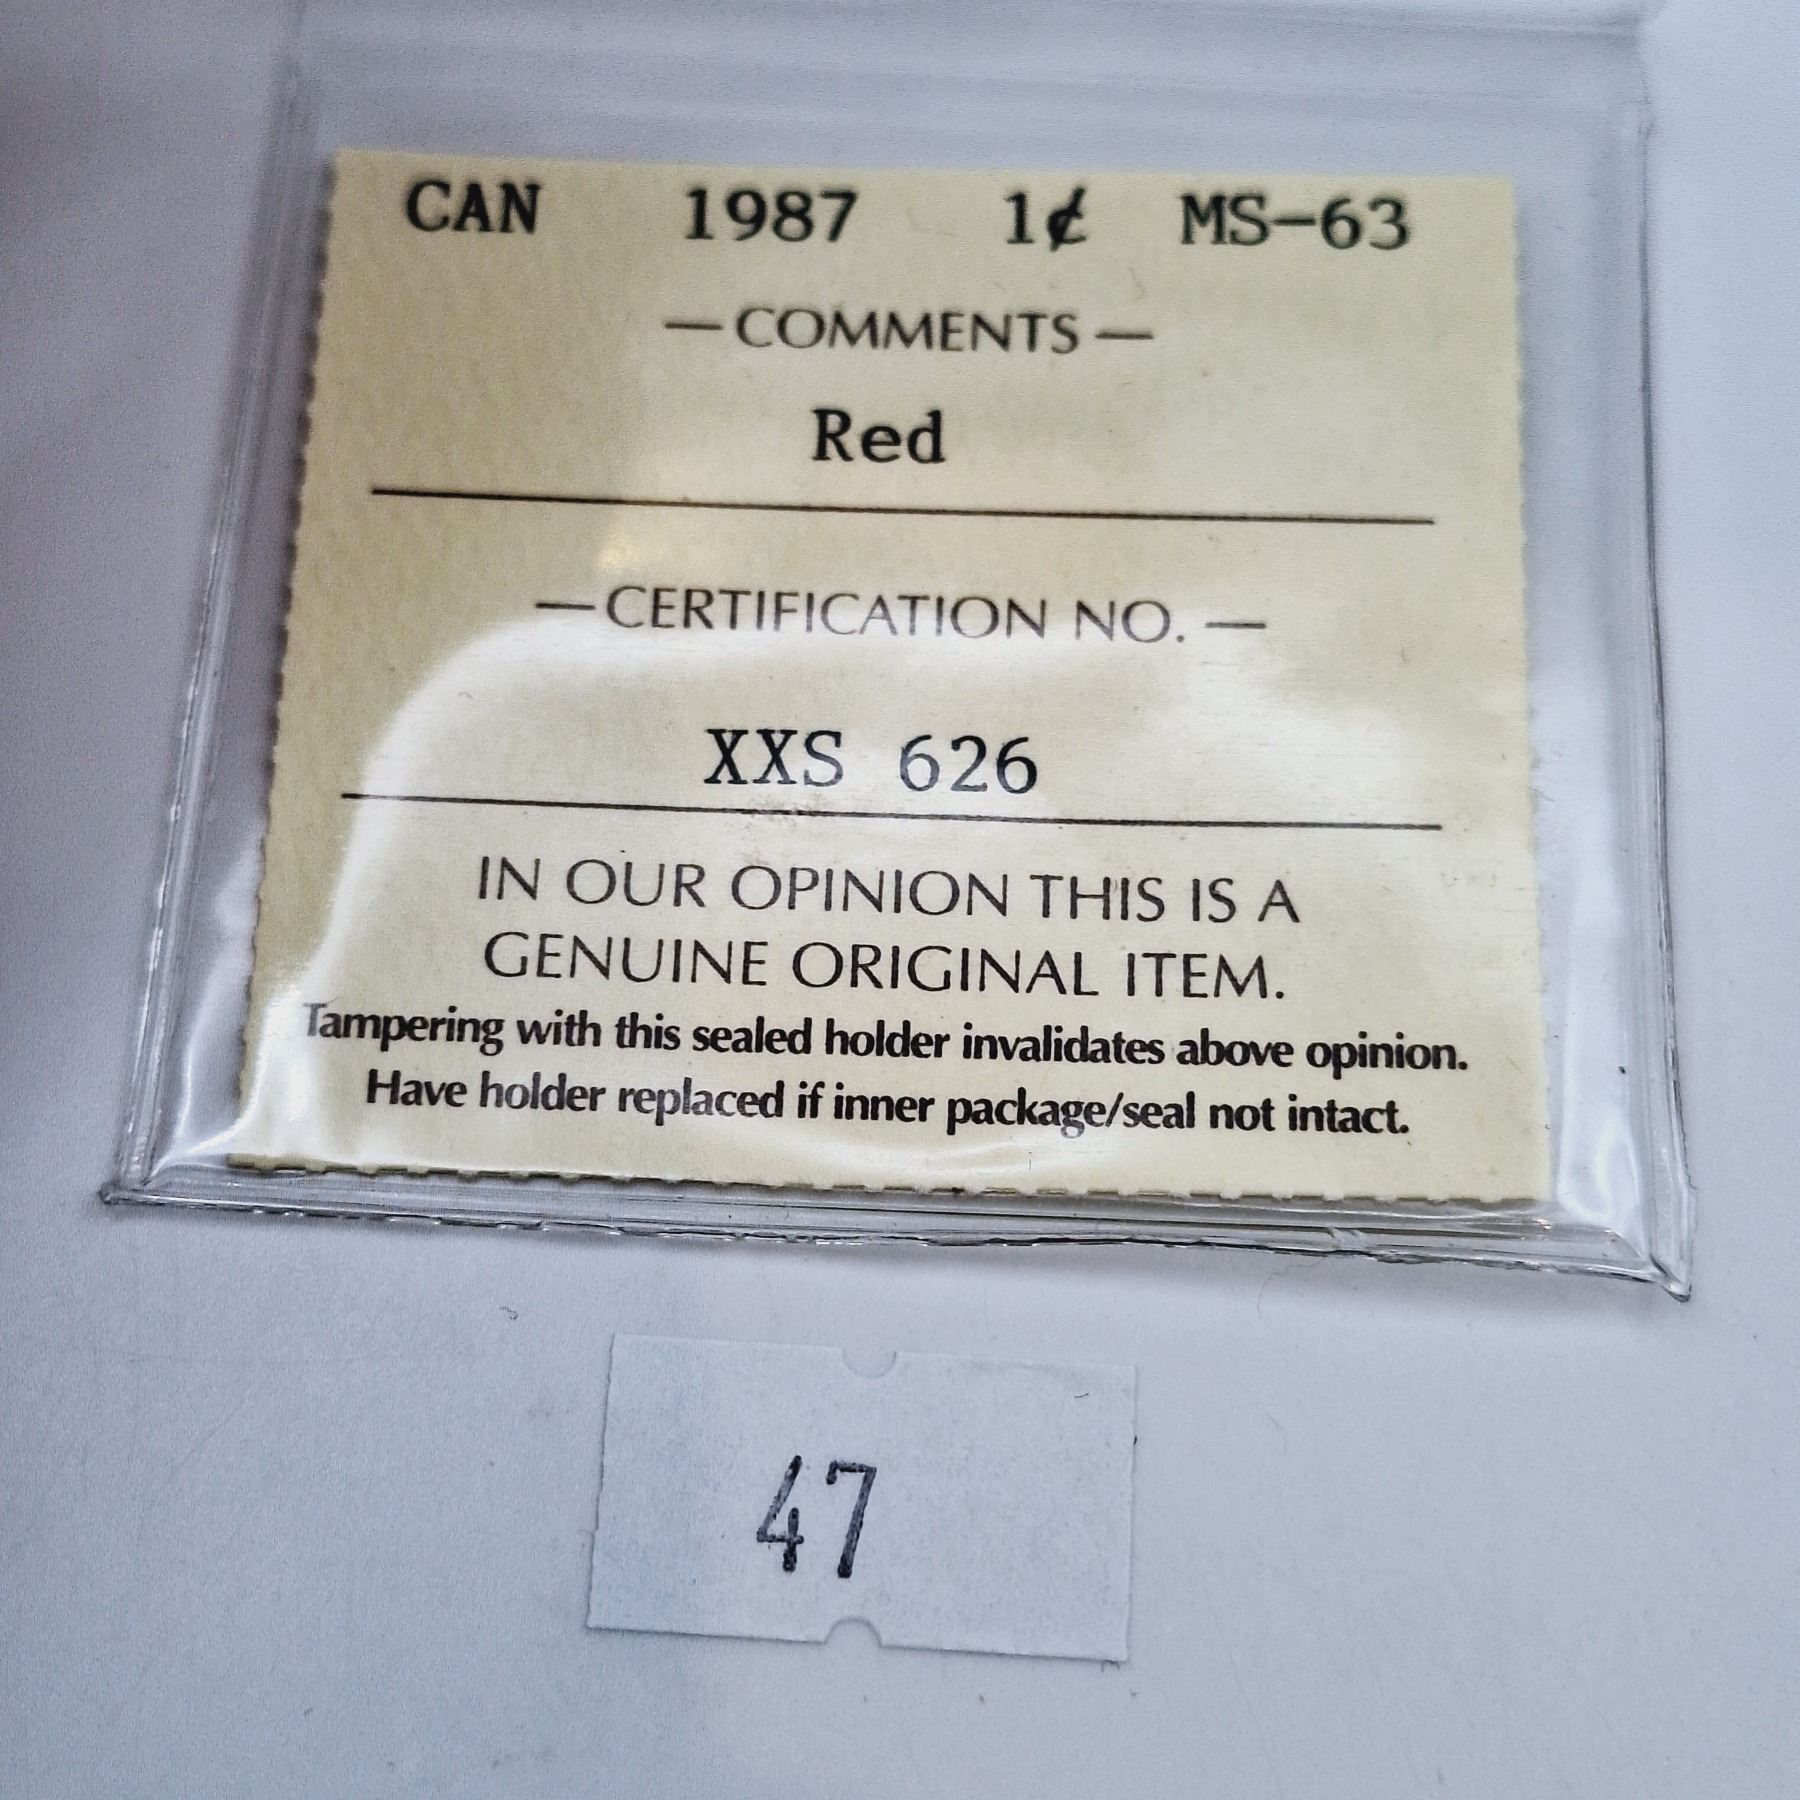 CAN 1987 1¢ MS-63
— COMMENTS —
Red
— CERTIFICATION NO. —
XXS 626
IN OUR OPINION THIS IS A
GENUINE ORIGINAL ITEM.
Tampering with this sealed holder invalidates above opinion.
Have holder replaced if inner package/seal not intact.
47